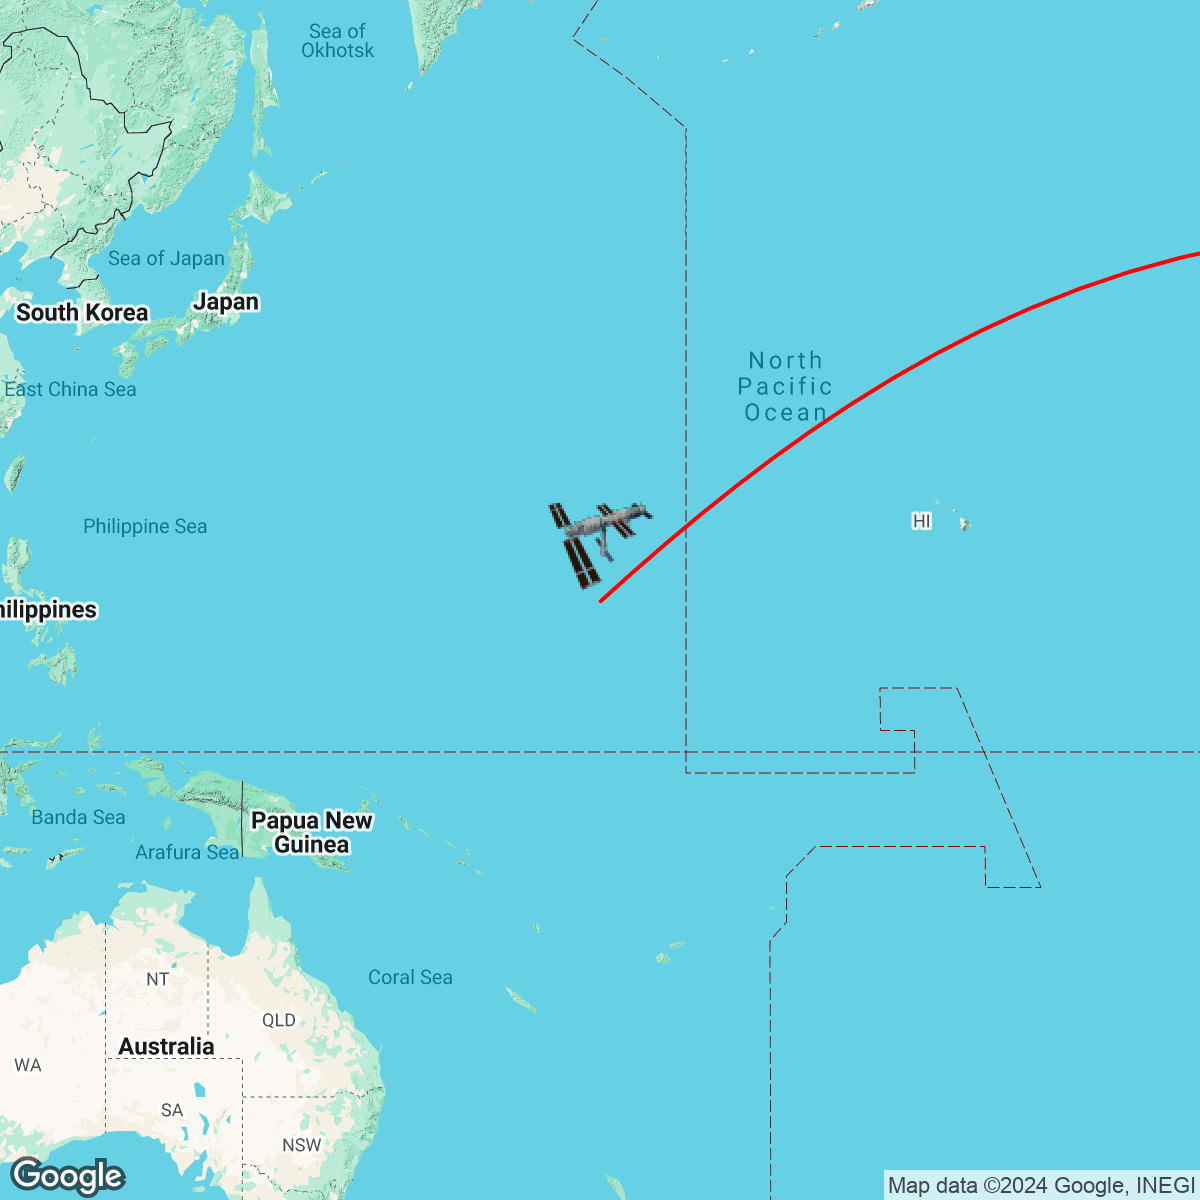 Sea of
Okhotsk
Sea of Japan
Japan
South Korea
North
Pacific
Ocean
East China Sea
HI
Philippine Sea
hilippines
Banda Sea
Papua New
Guinea
Arafura Sea
Coral Sea
NT
QLD
Australia
WA
SA
NSW
Google
Map data ©2024 Google, INEGI